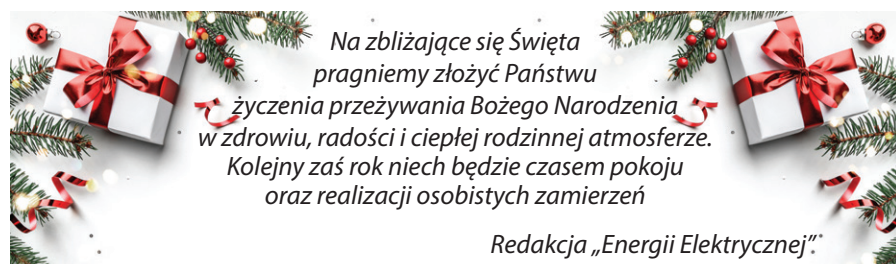 Na zbliżające się Święta
pragniemy złożyć Państwu
życzenia przeżywania Bożego Narodzenia
w zdrowiu, radości i ciepłej rodzinnej atmosferze.
Kolejny zaś rok niech będzie czasem pokoju
oraz realizacji osobistych zamierzeń
Redakcja „Energii Elektrycznej”